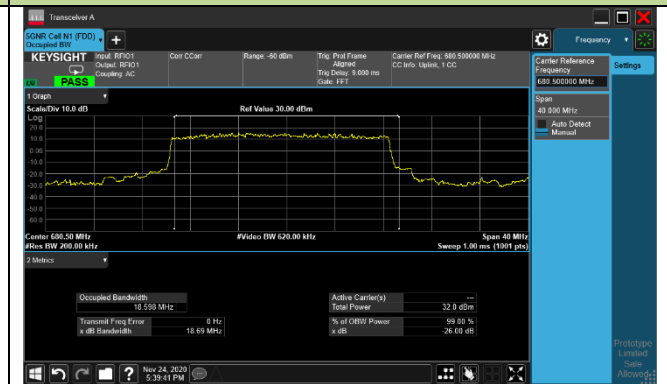 Transceiver A
5GNR Call N1 (FDD)
Occupied BW
Frequency
KEYSIGHT
Input: RFIO1
Output: RFIO1
Coupling: AC
Corr CCorr
Range: -60 dBm
Trig: Prot Frame
Aligned
Trig Delay: 9.000 ms
Gate: FFT
Carrier Ref Freq: 680.500000 MHz
CC Info: Uplink, 1 CC
PASS
Carrier Reference
Frequency
680.500000 MHz
Settings
Span
40.000 MHz
Auto Detect
Manual
1 Graph
Scale/Div 10.0 dB
Ref Value 30.00 dBm
Log
20.0
10.0
0.00
-10.0
-20.0
-30.0
-40.0
-50.0
-60.0
Center 680.50 MHz
#Video BW 620.00 kHz
Span 40 MHz
#Res BW 200.00 kHz
Sweep 1.00 ms (1001 pts)
2 Metrics
Occupied Bandwidth
18.598 MHz
Active Carrier(s)
---
Total Power
32.0 dBm
Transmit Freq Error
0 Hz
x dB Bandwidth
18.69 MHz
% of OBW Power
99.00 %
x dB
-26.00 dB
Nov 24, 2020
5:39:41 PM
Prototype
Limited
Sale
Allowed